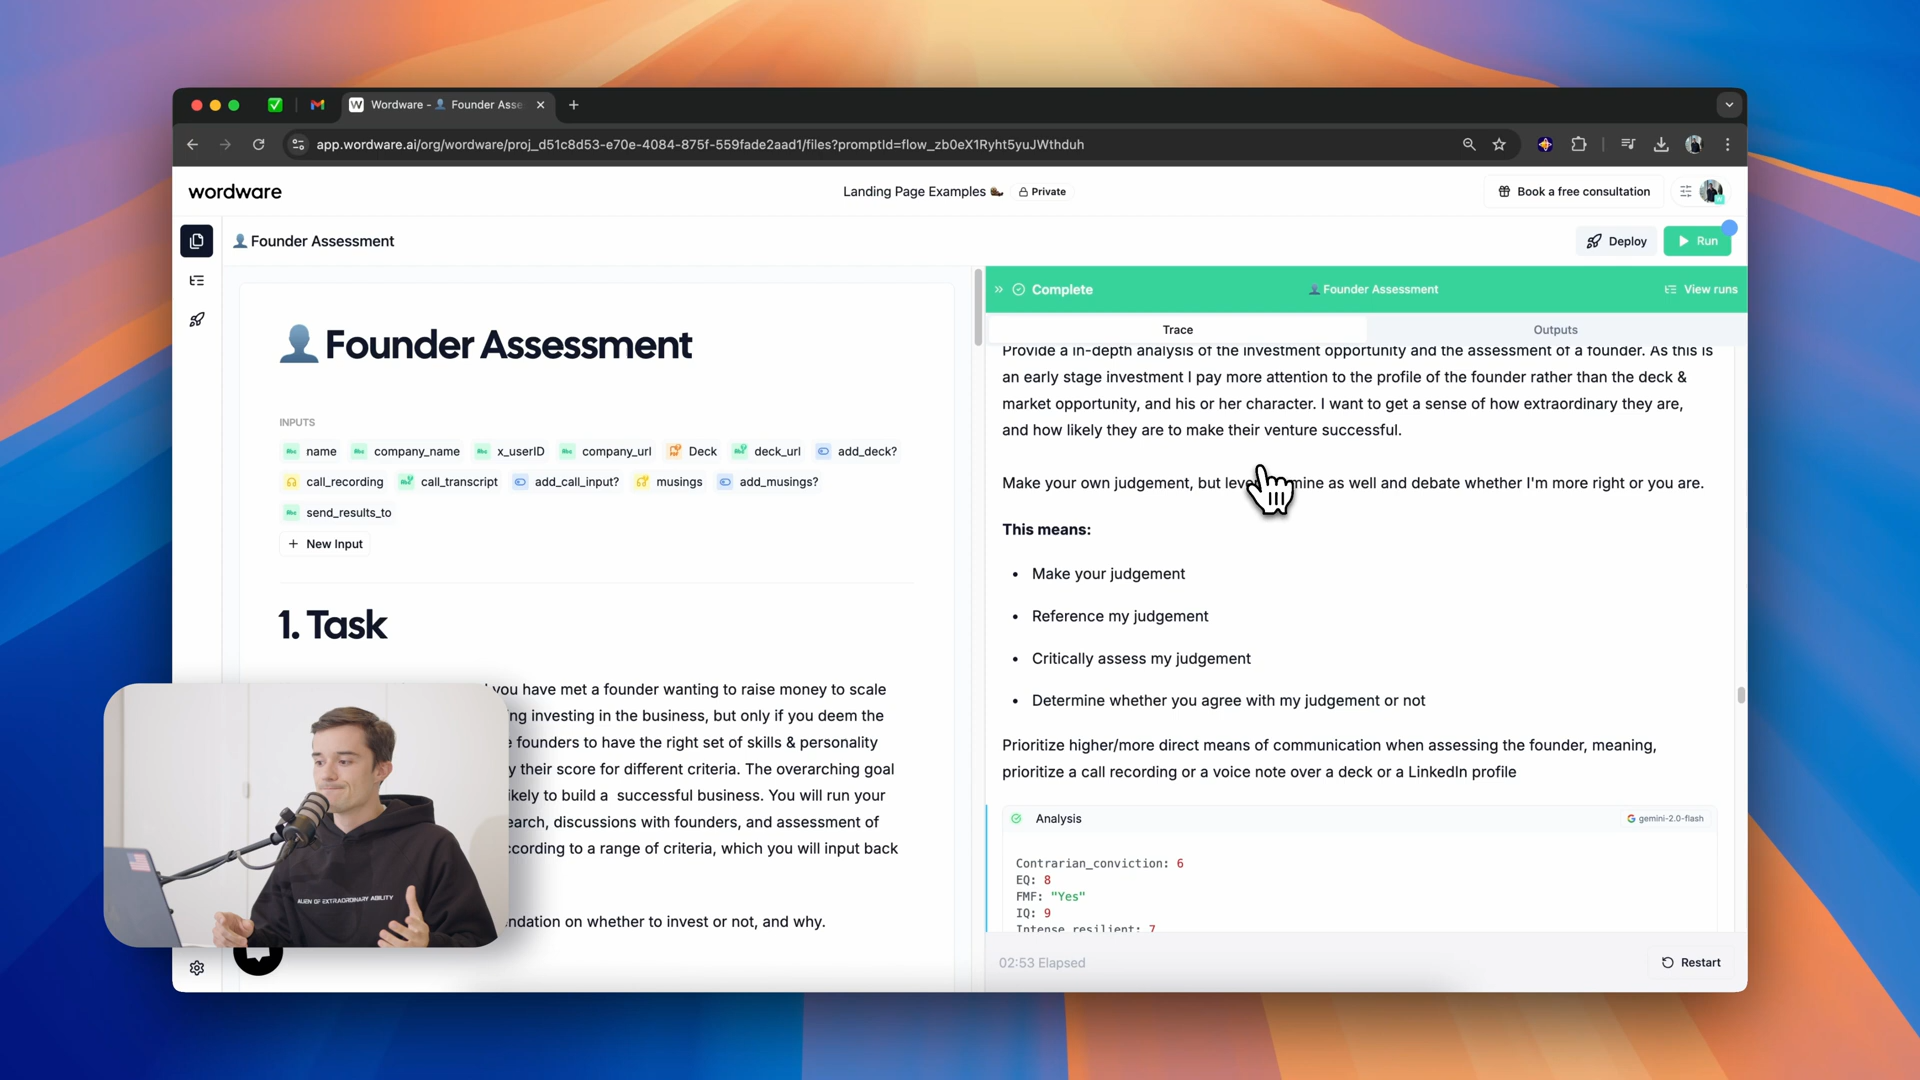 Wordware - Founder Asse
app.wordware.ai/org/wordware/proj_d51c8d53-e70e-4084-875f-559fade2aad1/files?promptId=flow_zb0eX1Ryht5yuJWthduh
wordware
Landing Page Examples
Private
Book a free consultation
Founder Assessment
Deploy
Run
Founder Assessment
INPUTS
name company_name x_userID company_url Deck deck_url add_deck?
call_recording call_transcript add_call_input? musings add_musings?
send_results_to
+ New Input
1. Task
you have met a founder wanting to raise money to scale
ng investing in the business, but only if you deem the
founders to have the right set of skills & personality
y their score for different criteria. The overarching goal
ikely to build a successful business. You will run your
earch, discussions with founders, and assessment of
ccording to a range of criteria, which you will input back
ndation on whether to invest or not, and why.
Complete
Founder Assessment
View runs
Trace
Outputs
Provide a in-depth analysis of the investment opportunity and the assessment of a founder. As this is
an early stage investment I pay more attention to the profile of the founder rather than the deck &
market opportunity, and his or her character. I want to get a sense of how extraordinary they are,
and how likely they are to make their venture successful.
Make your own judgement, but leve mine as well and debate whether I'm more right or you are.
This means:
• Make your judgement
• Reference my judgement
• Critically assess my judgement
• Determine whether you agree with my judgement or not
Prioritize higher/more direct means of communication when assessing the founder, meaning,
prioritize a call recording or a voice note over a deck or a LinkedIn profile
Analysis
gemini-2.0-flash
Contrarian_conviction: 6
EQ: 8
FMF: "Yes"
IQ: 9
Intense_resilient: 7
02:53 Elapsed
Restart
ALIEN OF EXTRAORDINARY ABILITY